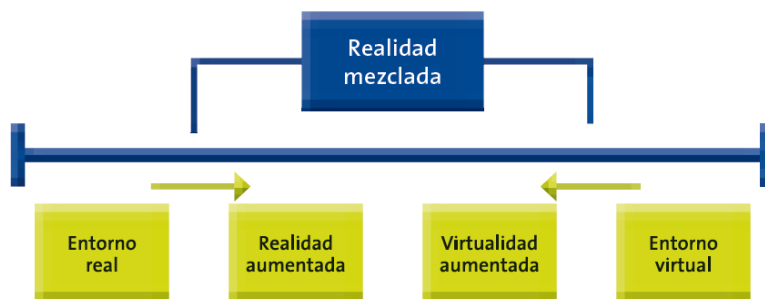 Realidad
mezclada
Entorno
real
Realidad
aumentada
Virtualidad
aumentada
Entorno
virtual